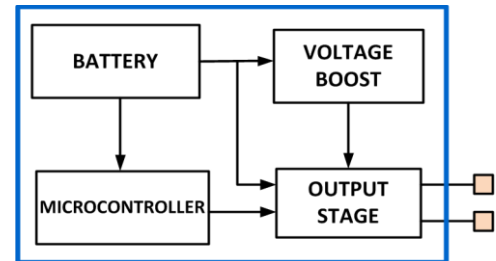 BATTERY
VOLTAGE
BOOST
MICROCONTROLLER
OUTPUT
STAGE